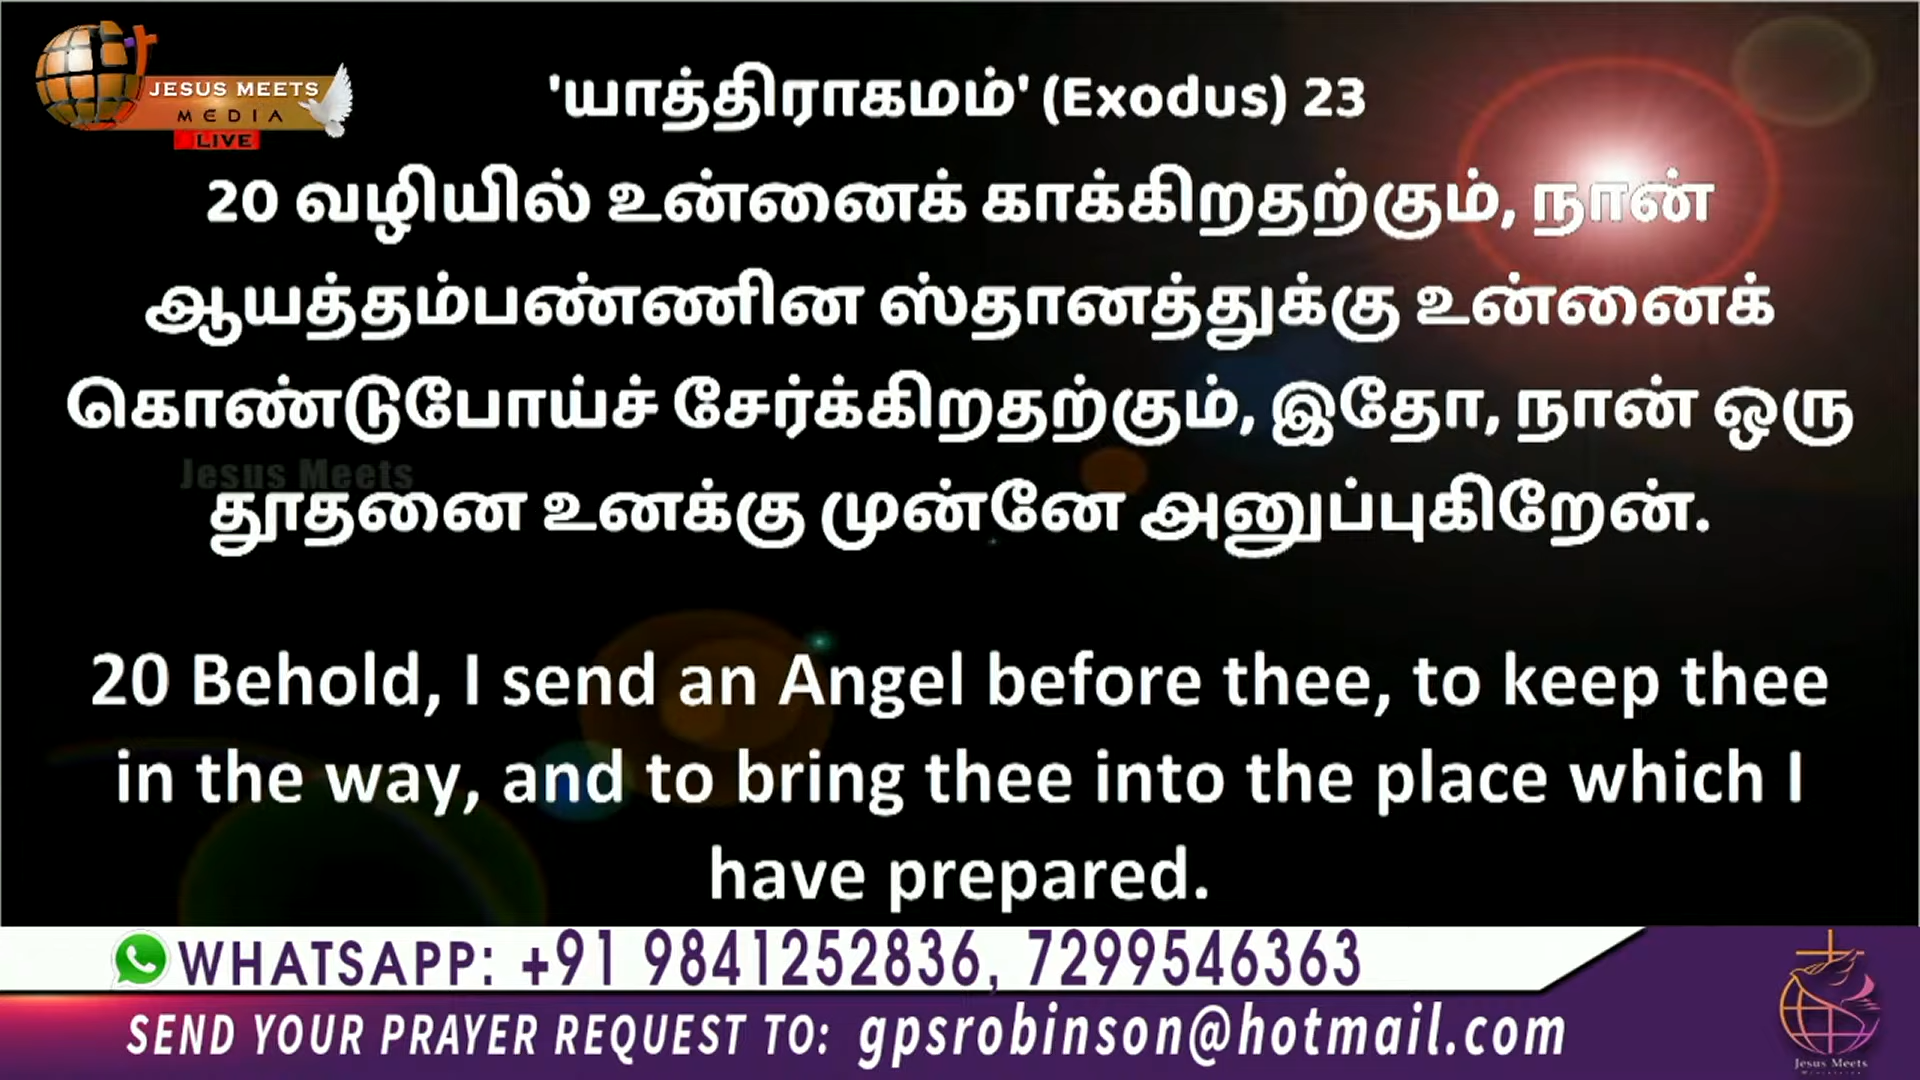 JESUS MEETS
MEDIA
LIVE
'யாத்திராகமம்' (Exodus) 23
20 வழியில் உன்னைக் காக்கிறதற்கும், நான்
ஆயத்தம்பண்ணின ஸ்தானத்துக்கு உன்னைக்
கொண்டுபோய்ச் சேர்க்கிறதற்கும், இதோ, நான் ஒரு
Jesus Meets
தூதனை உனக்கு முன்னே அனுப்புகிறேன்.
20 Behold, I send an Angel before thee, to keep thee
in the way, and to bring thee into the place which I
have prepared.
WHATSAPP: +91 9841252836, 7299546363
SEND YOUR PRAYER REQUEST TO: gpsrobinson@hotmail.com
Jesus Meets